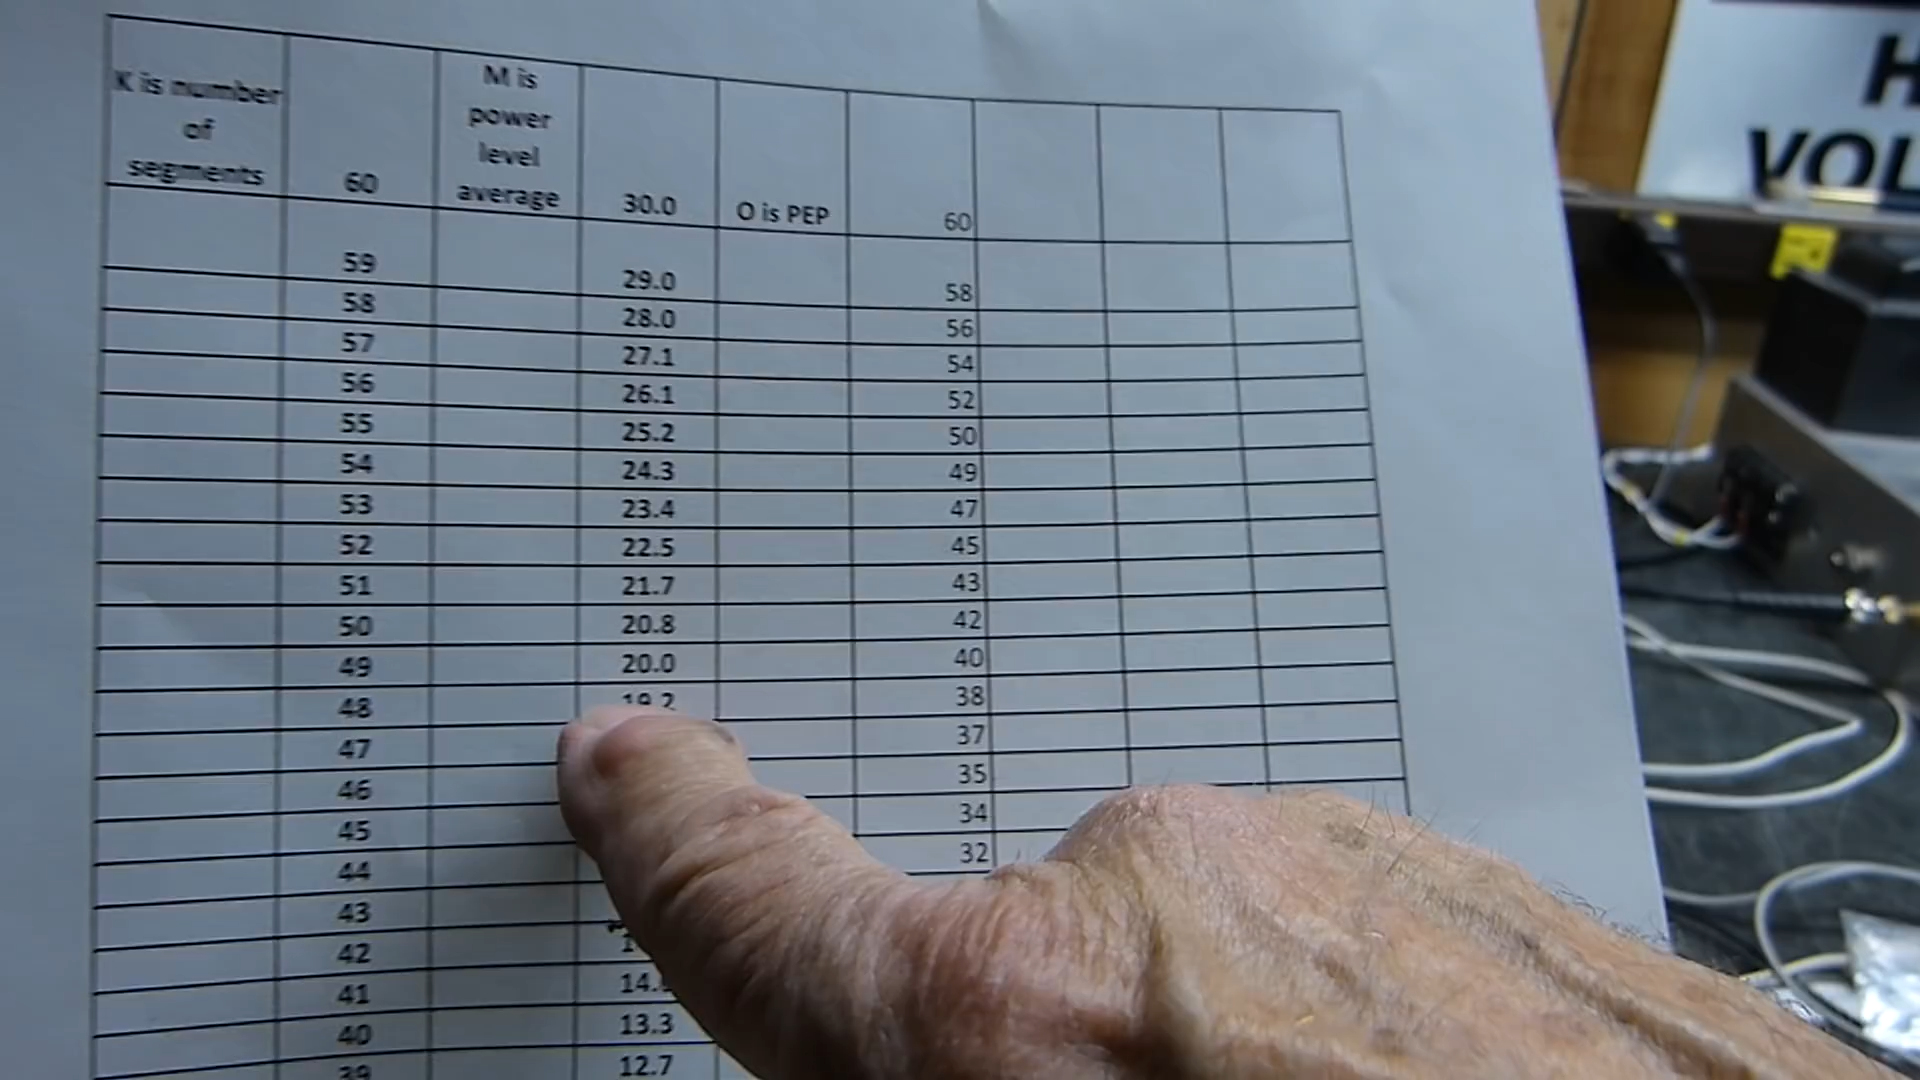 K is number
of
segments 60 M is
power
level
average 30.0 O is PEP 60
59 29.0 58
58 28.0 56
57 27.1 54
56 26.1 52
55 25.2 50
54 24.3 49
53 23.4 47
52 22.5 45
51 21.7 43
50 20.8 42
49 20.0 40
48 19.2 38
47 37
46 35
45 34
44 32
43
42
41 14.
40 13.3
39 12.7
H
VOL